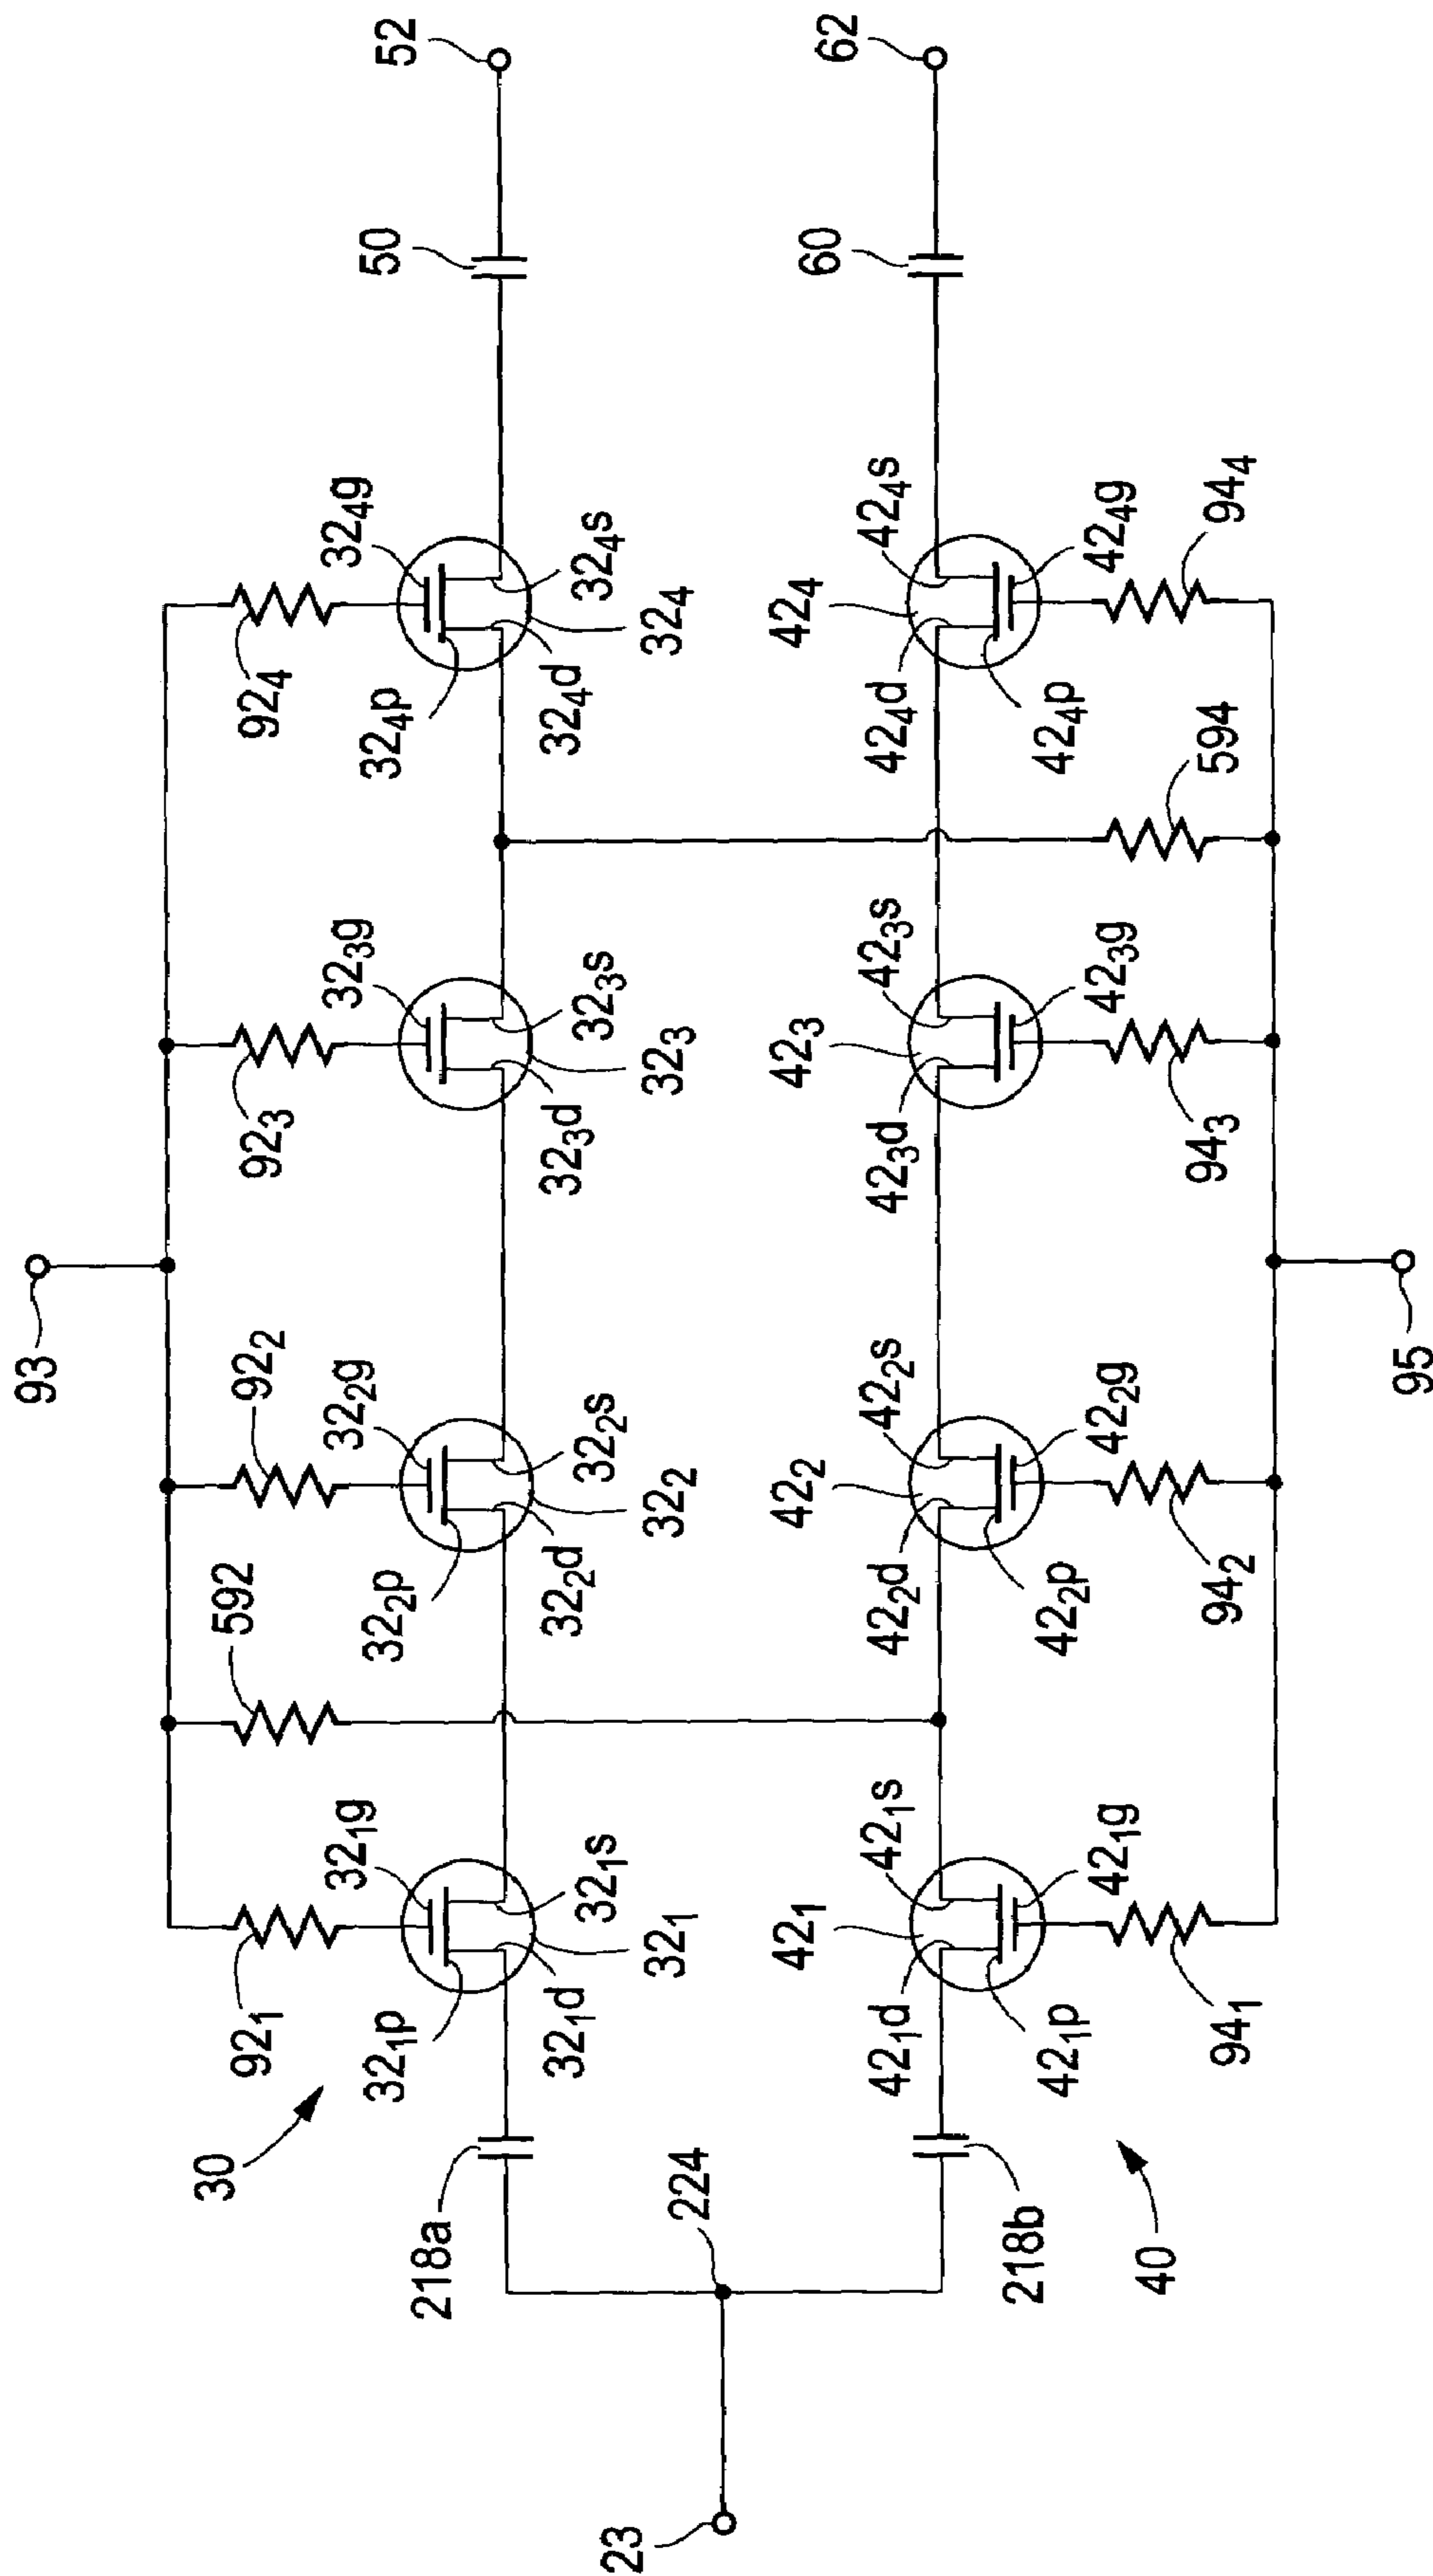 93
52
62
50
60
92₄
32₄g
32₄p
32₄d
32₄s
32₄
42₄
42₄s
42₄d
42₄g
42₄p
94₄
594
92₃
32₃g
32₃s
32₃d
32₃
42₃
42₃s
42₃d
42₃g
94₃
92₂
32₂g
32₂p
32₂s
32₂d
32₂
42₂
42₂s
42₂d
42₂g
42₂p
94₂
95
592
92₁
32₁g
32₁p
32₁s
32₁d
32₁
42₁
42₁s
42₁d
42₁g
42₁p
94₁
30
218a
224
218b
40
23